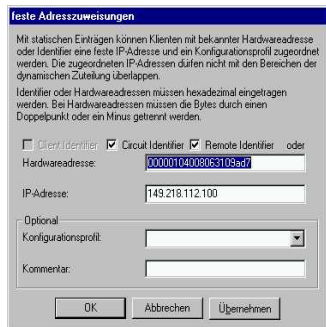 feste Adresszuweisungen
Mit statischen Einträgen können Klienten mit bekannter Hardwareadresse
oder Identifier eine feste IP-Adresse und ein Konfigurationsprofil zugeordnet
werden. Die zugeordneten IP-Adressen dürfen nicht mit den Bereichen der
dynamischen Zuteilung überlappen.
Identifier oder Hardwareadressen müssen hexadezimal eingetragen
werden. Bei Hardwareadressen müssen die Bytes durch einen
Doppelpunkt oder ein Minus getrennt werden.
Client Identifier Circuit Identifier Remote Identifier oder
Hardwareadresse: 00000104008063109ad7
IP-Adresse: 149.218.112.100
Optional
Konfigurationsprofil:
Kommentar:
OK Abbrechen Übernehmen